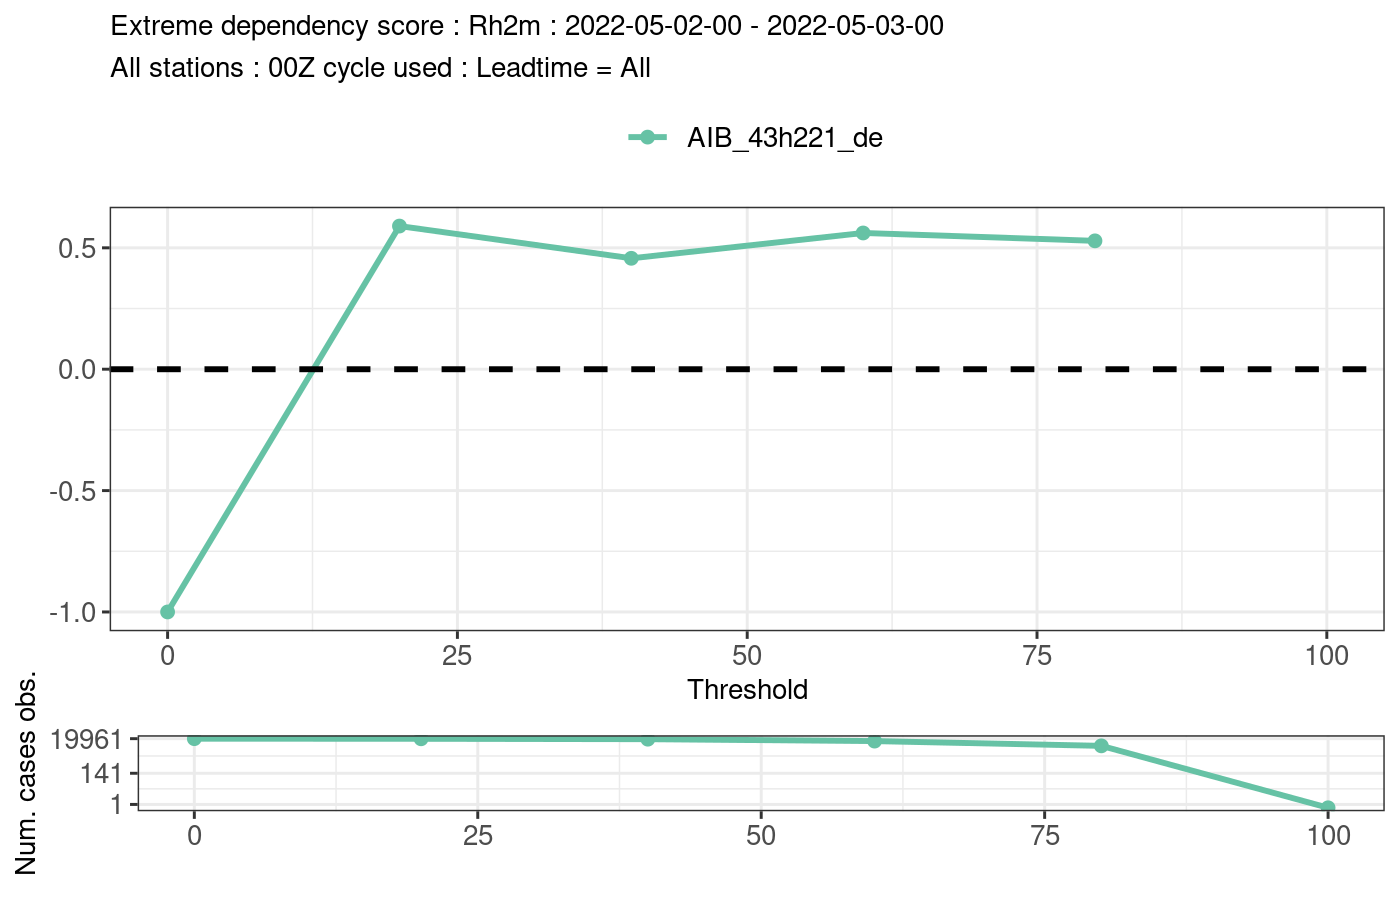 Extreme dependency score : Rh2m : 2022-05-02-00 - 2022-05-03-00
All stations : 00Z cycle used : Leadtime = All
AIB_43h221_de
0.5
0.0
-0.5
-1.0
0 25 50 75 100
Threshold
Num. cases obs.
19961
141
1
0 25 50 75 100